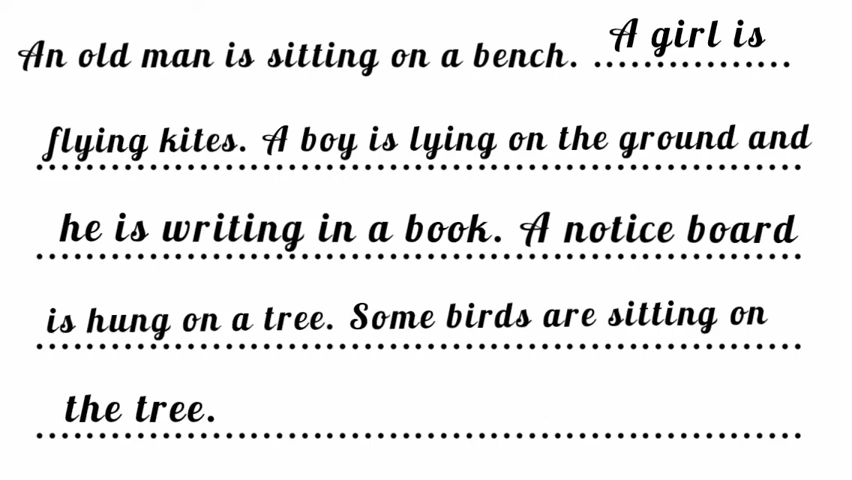 An old man is sitting on a bench. A girl is
flying kites. A boy is lying on the ground and
he is writing in a book. A notice board
is hung on a tree. Some birds are sitting on
the tree.